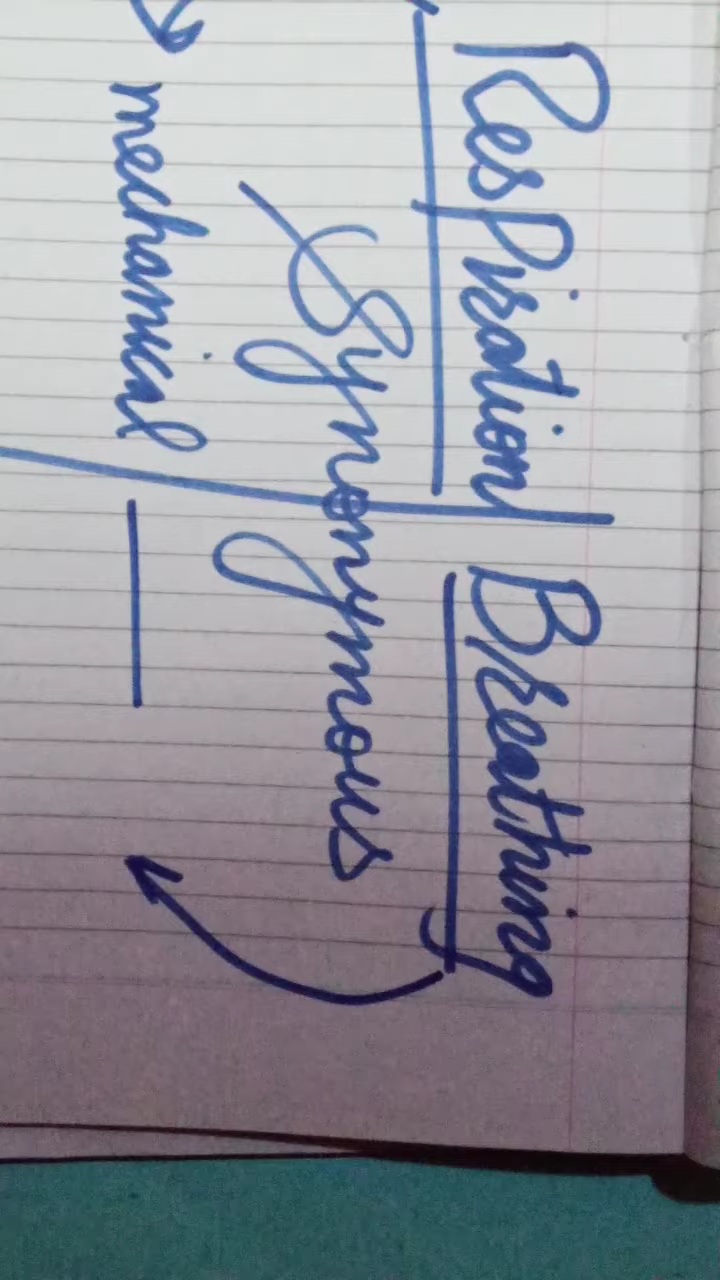 Respiration | Breathing
Synonymous
→ mechanical —